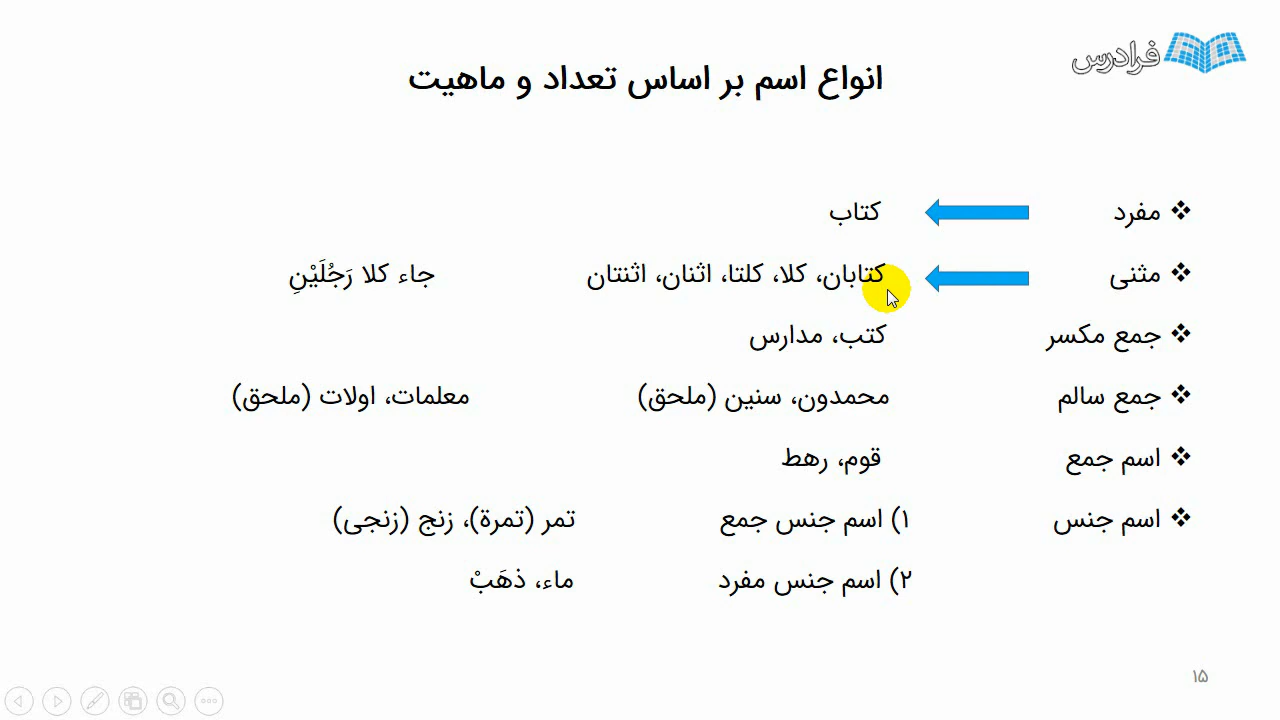 فرادرس
انواع اسم بر اساس تعداد و ماهیت
❖ مفرد کتاب
❖ مثنی کتابان، کلا، کلتا، اثنان، اثنتان جاء کلا رَجُلَیْنِ
❖ جمع مکسر کتب، مدارس
❖ جمع سالم محمدون، سنین (ملحق) معلمات، اولات (ملحق)
❖ اسم جمع قوم، رهط
❖ اسم جنس ۱) اسم جنس جمع تمر (تمرة)، زنج (زنجی)
۲) اسم جنس مفرد ماء، ذهَبْ
۱۵